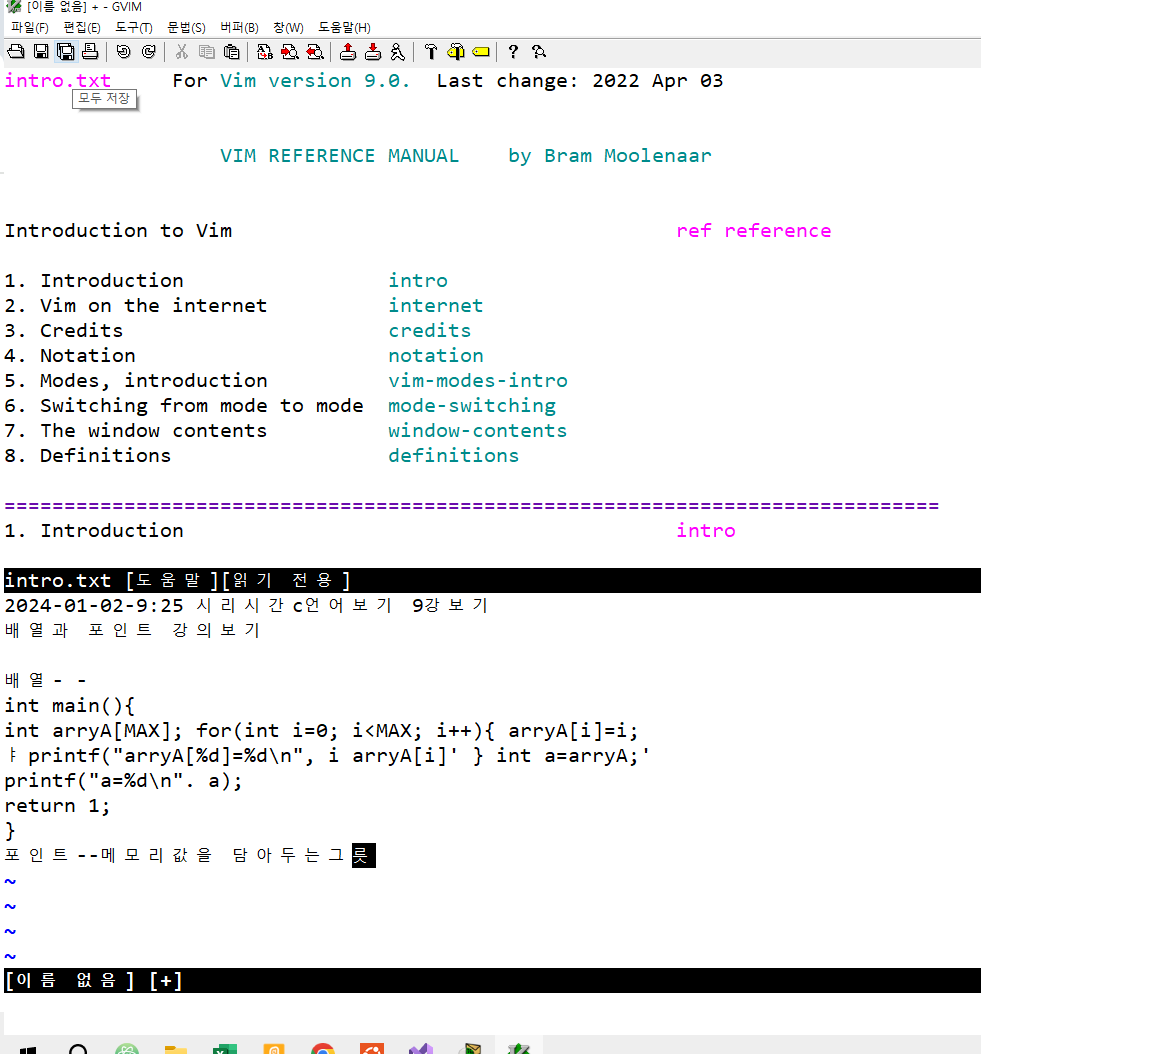 [이름 없음] + - GVIM
파일(F) 편집(E) 도구(T) 문법(S) 버퍼(B) 창(W) 도움말(H)
intro.txt For Vim version 9.0. Last change: 2022 Apr 03
모두 저장
VIM REFERENCE MANUAL by Bram Moolenaar
Introduction to Vim ref reference
1. Introduction intro
2. Vim on the internet internet
3. Credits credits
4. Notation notation
5. Modes, introduction vim-modes-intro
6. Switching from mode to mode mode-switching
7. The window contents window-contents
8. Definitions definitions
==============================================================================
1. Introduction intro
intro.txt [도움말][읽기 전용]
2024-01-02-9:25 시리시간c언어보기 9강보기
배열과 포인트 강의보기
배열- -
int main(){
int arryA[MAX]; for(int i=0; i<MAX; i++){ arryA[i]=i;
ㅑprintf("arryA[%d]=%d\n", i arryA[i]' } int a=arryA;'
printf("a=%d\n". a);
return 1;
}
포인트--메모리값을 담아두는그릇
~
~
~
~
[이름 없음] [+]